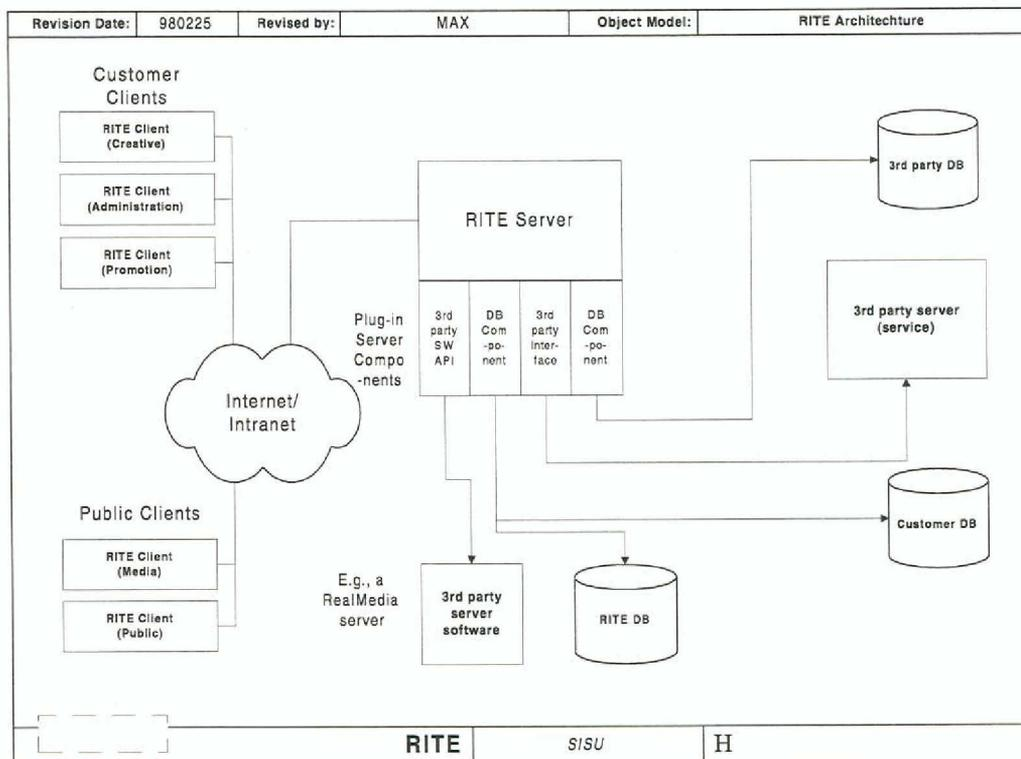 Revision Date: 980225 Revised by: MAX Object Model: RITE Architechture
Customer
Clients
RITE Client
(Creative)
RITE Client
(Administration)
RITE Client
(Promotion)
Internet/
Intranet
Public Clients
RITE Client
(Media)
RITE Client
(Public)
RITE Server
Plug-in
Server
Compo
-nents
3rd
party
SW
API
DB
Com
-po-
nent
3rd
party
Inter-
face
DB
Com
-po-
nent
3rd party DB
3rd party server
(service)
Customer DB
E.g., a
RealMedia
server
3rd party
server
software
RITE DB
RITE SISU H